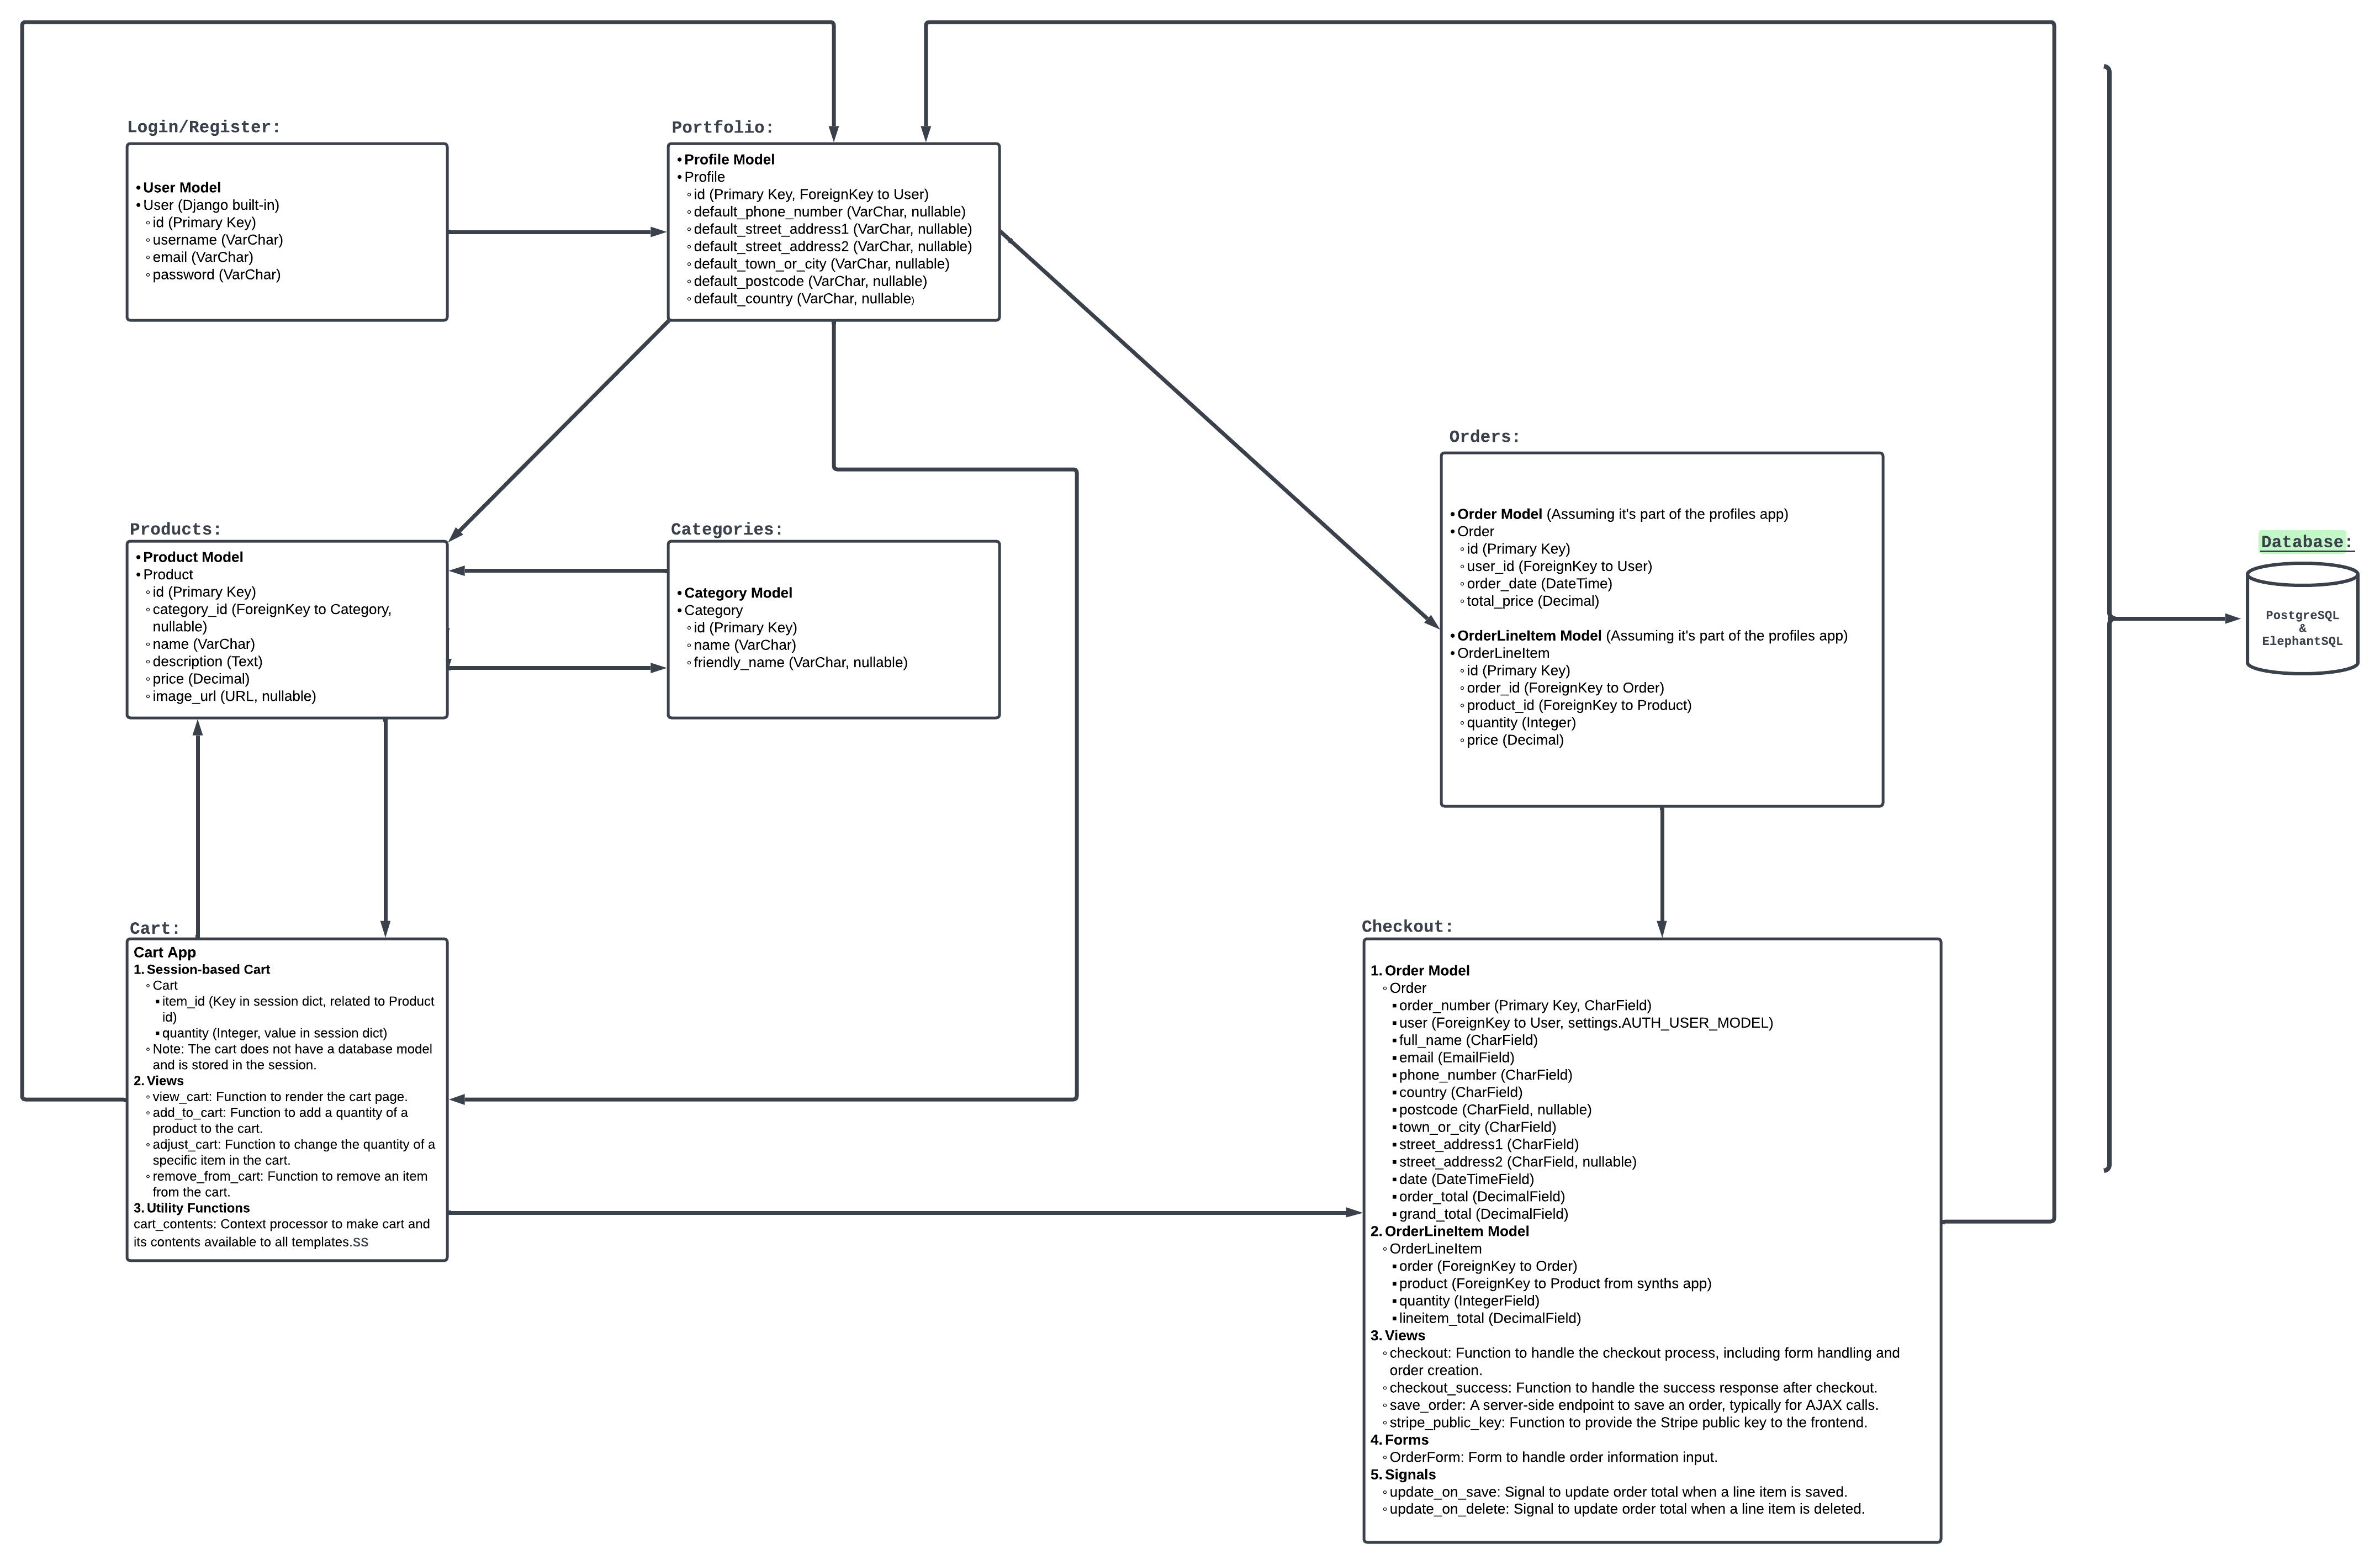 Login/Register:
• User Model
• User (Django built-in)
◦ id (Primary Key)
◦ username (VarChar)
◦ email (VarChar)
◦ password (VarChar)
Portfolio:
• Profile Model
• Profile
◦ id (Primary Key, ForeignKey to User)
◦ default_phone_number (VarChar, nullable)
◦ default_street_address1 (VarChar, nullable)
◦ default_street_address2 (VarChar, nullable)
◦ default_town_or_city (VarChar, nullable)
◦ default_postcode (VarChar, nullable)
◦ default_country (VarChar, nullable)
Products:
• Product Model
• Product
◦ id (Primary Key)
◦ category_id (ForeignKey to Category,
nullable)
◦ name (VarChar)
◦ description (Text)
◦ price (Decimal)
◦ image_url (URL, nullable)
Categories:
• Category Model
• Category
◦ id (Primary Key)
◦ name (VarChar)
◦ friendly_name (VarChar, nullable)
Orders:
• Order Model (Assuming it's part of the profiles app)
• Order
◦ id (Primary Key)
◦ user_id (ForeignKey to User)
◦ order_date (DateTime)
◦ total_price (Decimal)
• OrderLineItem Model (Assuming it's part of the profiles app)
• OrderLineItem
◦ id (Primary Key)
◦ order_id (ForeignKey to Order)
◦ product_id (ForeignKey to Product)
◦ quantity (Integer)
◦ price (Decimal)
Database:
PostgreSQL
&
ElephantSQL
Cart:
Cart App
1. Session-based Cart
◦ Cart
▪ item_id (Key in session dict, related to Product
id)
▪ quantity (Integer, value in session dict)
◦ Note: The cart does not have a database model
and is stored in the session.
2. Views
◦ view_cart: Function to render the cart page.
◦ add_to_cart: Function to add a quantity of a
product to the cart.
◦ adjust_cart: Function to change the quantity of a
specific item in the cart.
◦ remove_from_cart: Function to remove an item
from the cart.
3. Utility Functions
cart_contents: Context processor to make cart and
its contents available to all templates.ss
Checkout:
1. Order Model
◦ Order
▪ order_number (Primary Key, CharField)
▪ user (ForeignKey to User, settings.AUTH_USER_MODEL)
▪ full_name (CharField)
▪ email (EmailField)
▪ phone_number (CharField)
▪ country (CharField)
▪ postcode (CharField, nullable)
▪ town_or_city (CharField)
▪ street_address1 (CharField)
▪ street_address2 (CharField, nullable)
▪ date (DateTimeField)
▪ order_total (DecimalField)
▪ grand_total (DecimalField)
2. OrderLineItem Model
◦ OrderLineItem
▪ order (ForeignKey to Order)
▪ product (ForeignKey to Product from synths app)
▪ quantity (IntegerField)
▪ lineitem_total (DecimalField)
3. Views
◦ checkout: Function to handle the checkout process, including form handling and
order creation.
◦ checkout_success: Function to handle the success response after checkout.
◦ save_order: A server-side endpoint to save an order, typically for AJAX calls.
◦ stripe_public_key: Function to provide the Stripe public key to the frontend.
4. Forms
◦ OrderForm: Form to handle order information input.
5. Signals
◦ update_on_save: Signal to update order total when a line item is saved.
◦ update_on_delete: Signal to update order total when a line item is deleted.